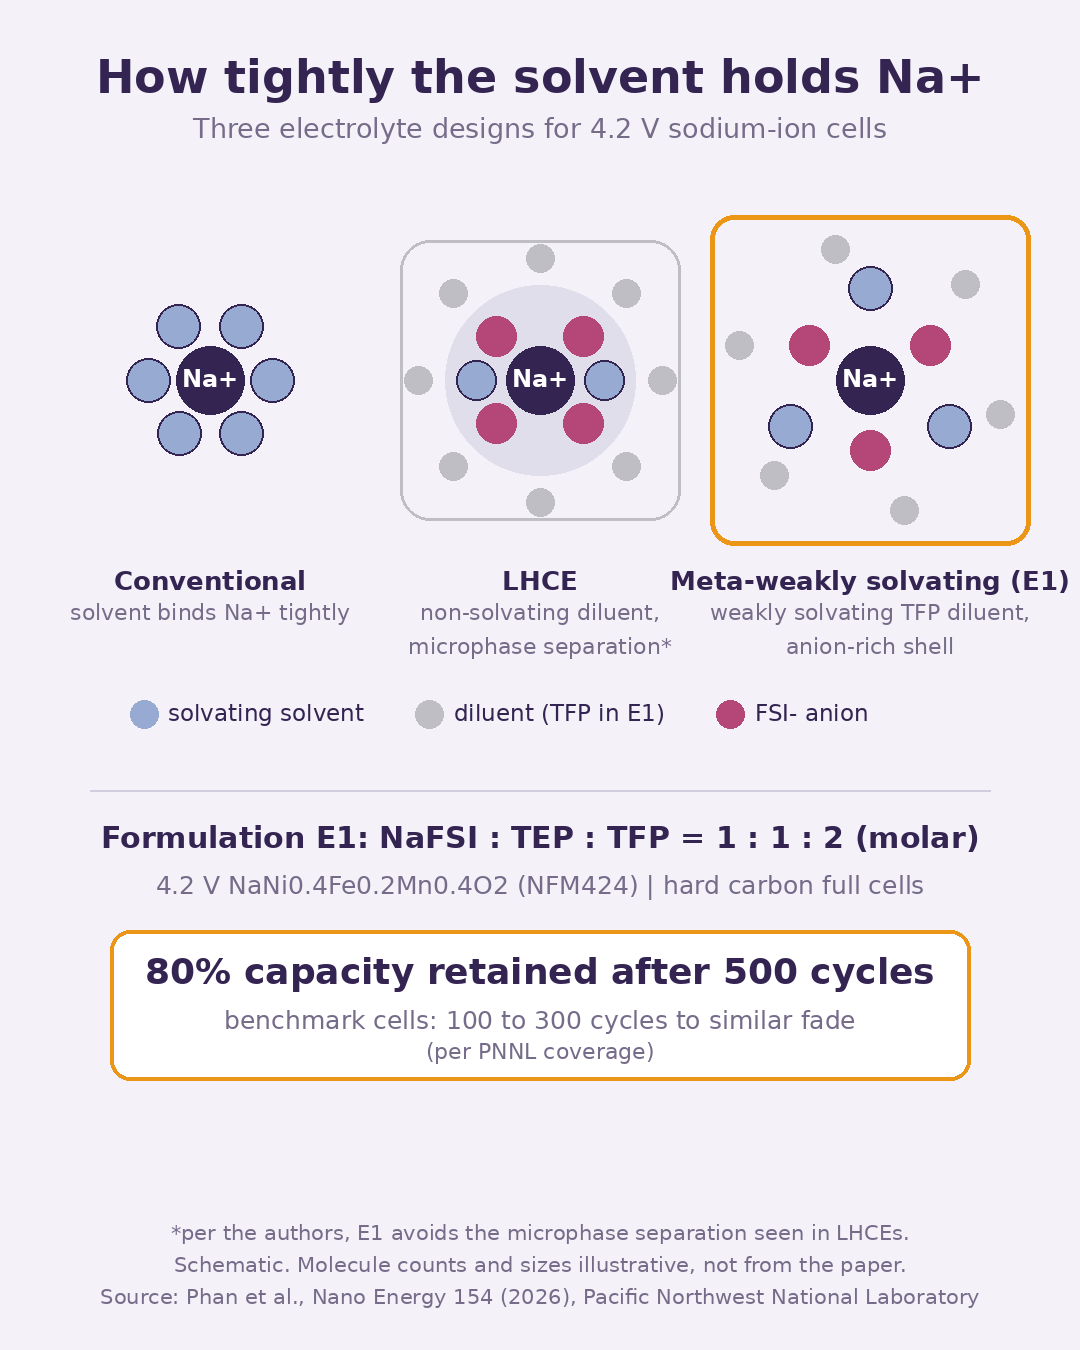 How tightly the solvent holds Na+
Three electrolyte designs for 4.2 V sodium-ion cells
Na+
Na+
Na+
Conventional
solvent binds Na+ tightly
LHCE
non-solvating diluent,
microphase separation*
Meta-weakly solvating (E1)
weakly solvating TFP diluent,
anion-rich shell
solvating solvent
diluent (TFP in E1)
FSI- anion
Formulation E1: NaFSI : TEP : TFP = 1 : 1 : 2 (molar)
4.2 V NaNi0.4Fe0.2Mn0.4O2 (NFM424) | hard carbon full cells
80% capacity retained after 500 cycles
benchmark cells: 100 to 300 cycles to similar fade
(per PNNL coverage)
*per the authors, E1 avoids the microphase separation seen in LHCEs.
Schematic. Molecule counts and sizes illustrative, not from the paper.
Source: Phan et al., Nano Energy 154 (2026), Pacific Northwest National Laboratory